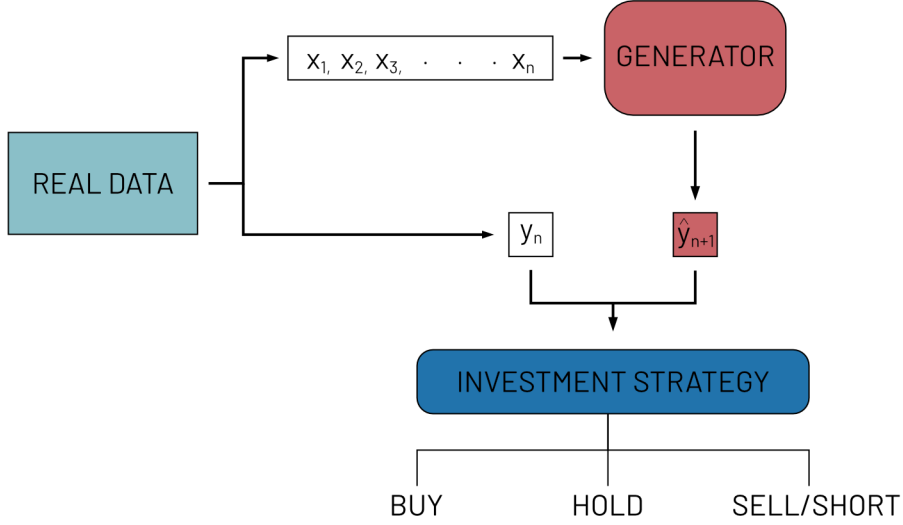 x1, x2, x3, · · · xn
GENERATOR
REAL DATA
yn
ŷn+1
INVESTMENT STRATEGY
BUY
HOLD
SELL/SHORT